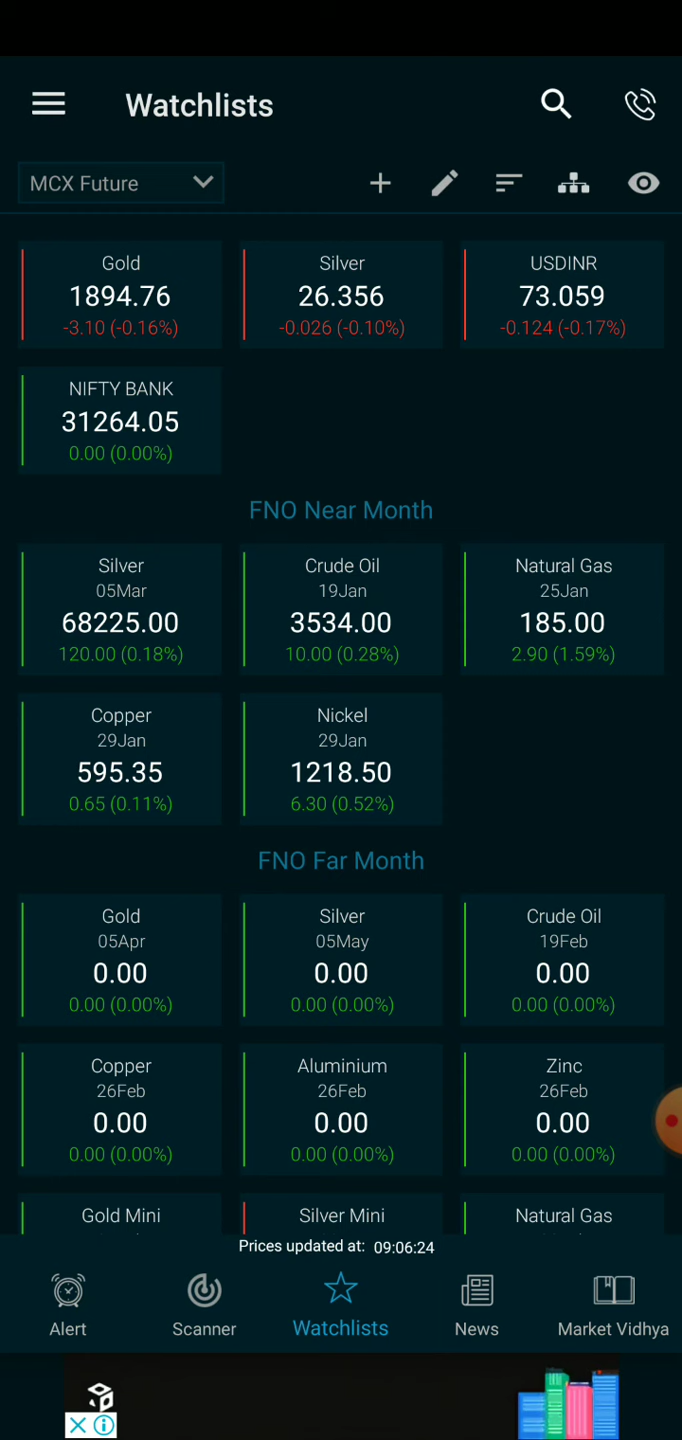 Watchlists
MCX Future
Gold
1894.76
-3.10 (-0.16%)
Silver
26.356
-0.026 (-0.10%)
USDINR
73.059
-0.124 (-0.17%)
NIFTY BANK
31264.05
0.00 (0.00%)
FNO Near Month
Silver
05Mar
68225.00
120.00 (0.18%)
Crude Oil
19Jan
3534.00
10.00 (0.28%)
Natural Gas
25Jan
185.00
2.90 (1.59%)
Copper
29Jan
595.35
0.65 (0.11%)
Nickel
29Jan
1218.50
6.30 (0.52%)
FNO Far Month
Gold
05Apr
0.00
0.00 (0.00%)
Silver
05May
0.00
0.00 (0.00%)
Crude Oil
19Feb
0.00
0.00 (0.00%)
Copper
26Feb
0.00
0.00 (0.00%)
Aluminium
26Feb
0.00
0.00 (0.00%)
Zinc
26Feb
0.00
0.00 (0.00%)
Gold Mini
Silver Mini
Natural Gas
Prices updated at: 09:06:24
Alert
Scanner
Watchlists
News
Market Vidhya